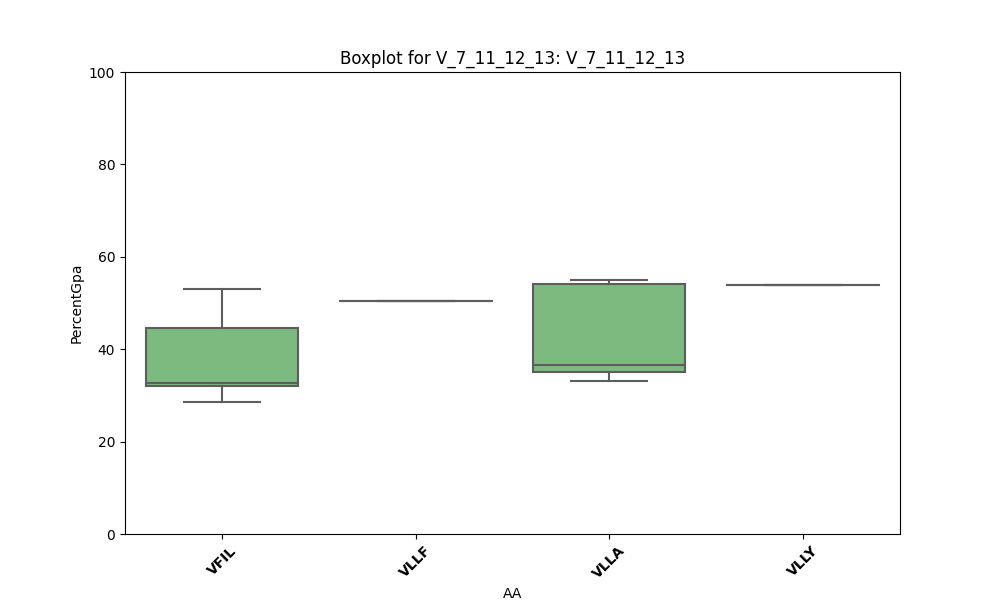 Boxplot for V_7_11_12_13: V_7_11_12_13
100
80
60
40
20
0
PercentGpa
VFIL
VLLF
VLLA
VLLY
AA